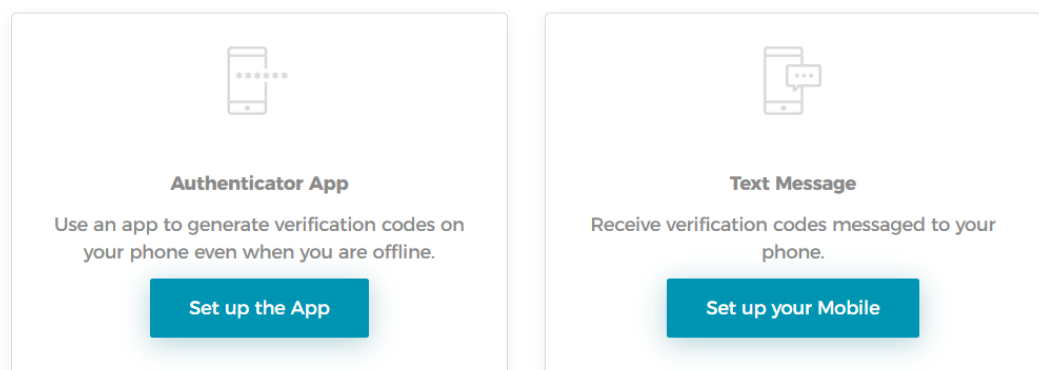 Authenticator App
Use an app to generate verification codes on
your phone even when you are offline.
Set up the App
Text Message
Receive verification codes messaged to your
phone.
Set up your Mobile